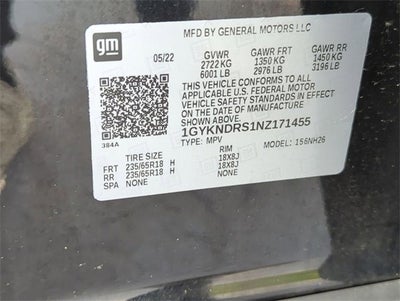 MFD BY GENERAL MOTORS LLC
gm
05/22 GVWR GAWR FRT GAWR RR
2722 KG 1350 KG 1450 KG
6001 LB 2976 LB 3196 LB
THIS VEHICLE CONFORMS TO ALL
APPLICABLE U.S. FEDERAL MOTOR
VEHICLE SAFETY STANDARDS IN EFFECT
ON THE DATE OF MANUFACTURE
SHOWN ABOVE.
1GYKNDRS1NZ171455
384A TYPE: MPV MODEL: 156NH26
TIRE SIZE RIM
FRT 235/65R18 H 18X8J
RR 235/65R18 H 18X8J
SPA NONE NONE